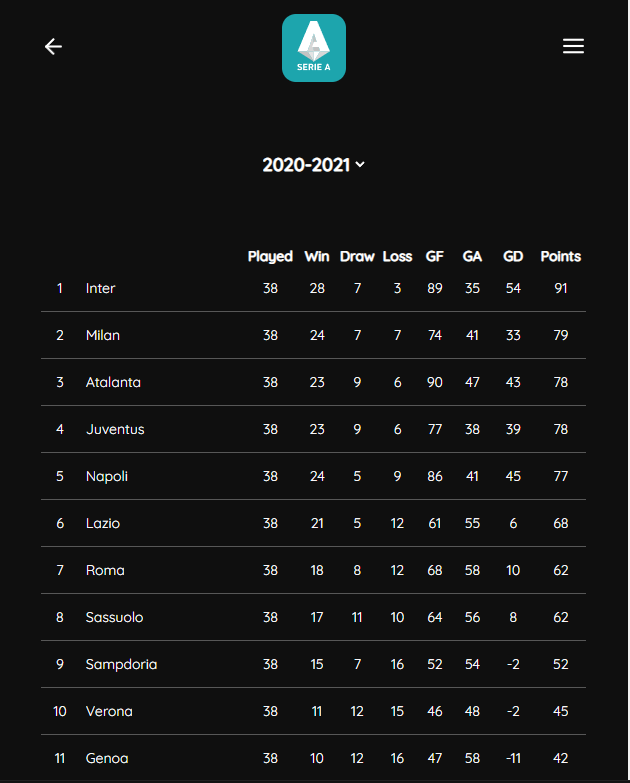 SERIE A
2020-2021
Played Win Draw Loss GF GA GD Points
1 Inter 38 28 7 3 89 35 54 91
2 Milan 38 24 7 7 74 41 33 79
3 Atalanta 38 23 9 6 90 47 43 78
4 Juventus 38 23 9 6 77 38 39 78
5 Napoli 38 24 5 9 86 41 45 77
6 Lazio 38 21 5 12 61 55 6 68
7 Roma 38 18 8 12 68 58 10 62
8 Sassuolo 38 17 11 10 64 56 8 62
9 Sampdoria 38 15 7 16 52 54 -2 52
10 Verona 38 11 12 15 46 48 -2 45
11 Genoa 38 10 12 16 47 58 -11 42